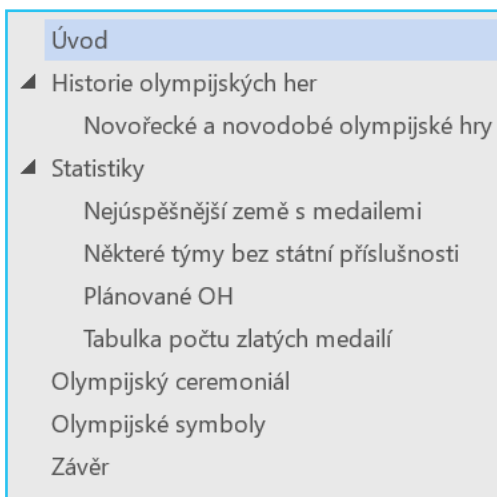 Úvod
Historie olympijských her
Novořecké a novodobé olympijské hry
Statistiky
Nejúspěšnější země s medailemi
Některé týmy bez státní příslušnosti
Plánované OH
Tabulka počtu zlatých medailí
Olympijský ceremoniál
Olympijské symboly
Závěr